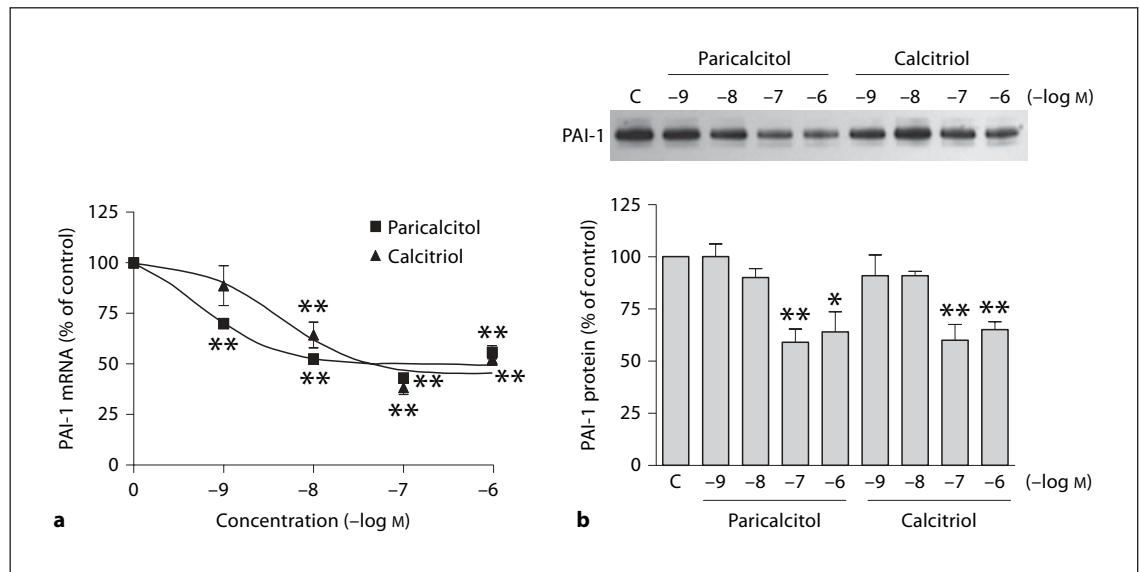 Paricalcitol Calcitriol
C –9 –8 –7 –6 –9 –8 –7 –6 (–log M)
PAI-1
125
100
75
50
25
0
PAI-1 mRNA (% of control)
Paricalcitol
Calcitriol
**
**
**
**
**
**
**
0 –9 –8 –7 –6
Concentration (–log M)
a
125
100
75
50
25
0
PAI-1 protein (% of control)
** * ** **
C –9 –8 –7 –6 –9 –8 –7 –6 (–log M)
Paricalcitol Calcitriol
b